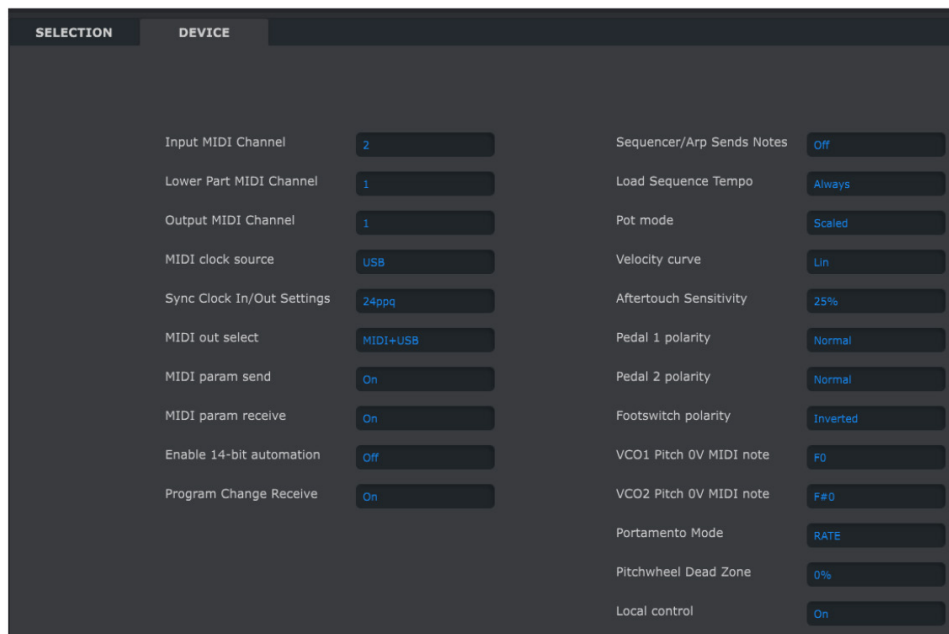 SELECTION DEVICE
Input MIDI Channel 2
Lower Part MIDI Channel 1
Output MIDI Channel 1
MIDI clock source USB
Sync Clock In/Out Settings 24ppq
MIDI out select MIDI+USB
MIDI param send On
MIDI param receive On
Enable 14-bit automation Off
Program Change Receive On
Sequencer/Arp Sends Notes Off
Load Sequence Tempo Always
Pot mode Scaled
Velocity curve Lin
Aftertouch Sensitivity 25%
Pedal 1 polarity Normal
Pedal 2 polarity Normal
Footswitch polarity Inverted
VCO1 Pitch 0V MIDI note F0
VCO2 Pitch 0V MIDI note F#0
Portamento Mode RATE
Pitchwheel Dead Zone 0%
Local control On